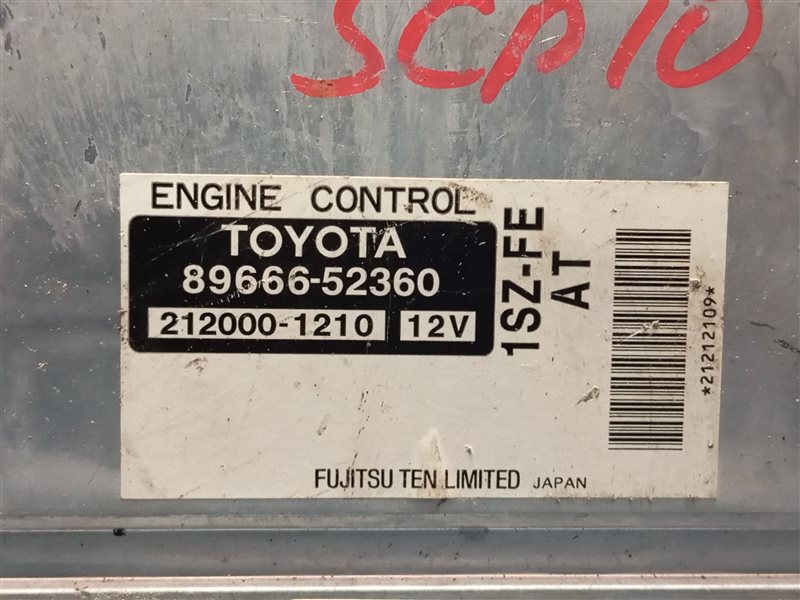 SCP10
ENGINE CONTROL
TOYOTA
89666-52360
212000-1210 12V
1SZ-FE
AT
*21212109*
FUJITSU TEN LIMITED JAPAN